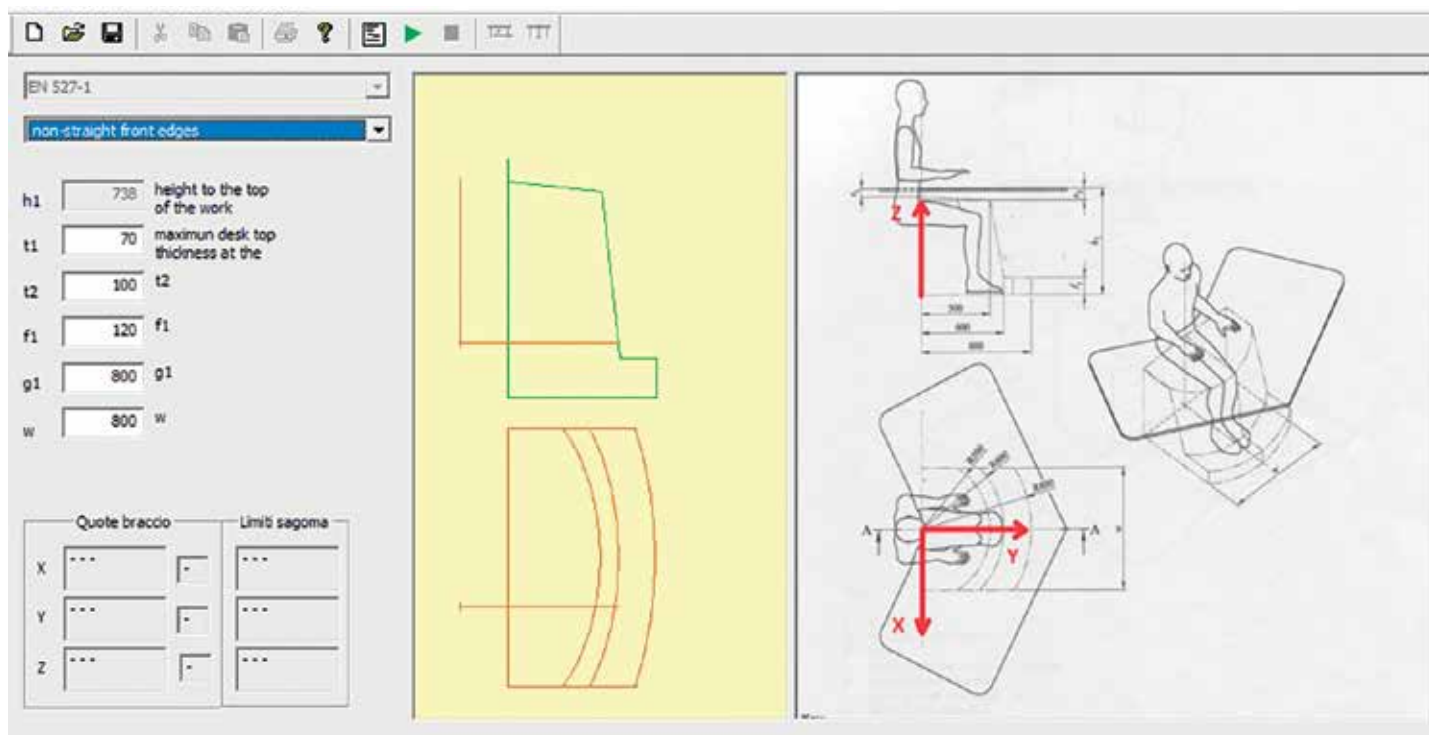 EN 527-1
non-straight front edges
h1 738 height to the top
of the work
t1 70 maximun desk top
thickness at the
t2 100 t2
f1 120 f1
g1 800 g1
w 800 w
Quote braccio
Limiti sagoma
X --- - ---
Y --- - ---
Z --- - ---
Z
A
A
Y
X